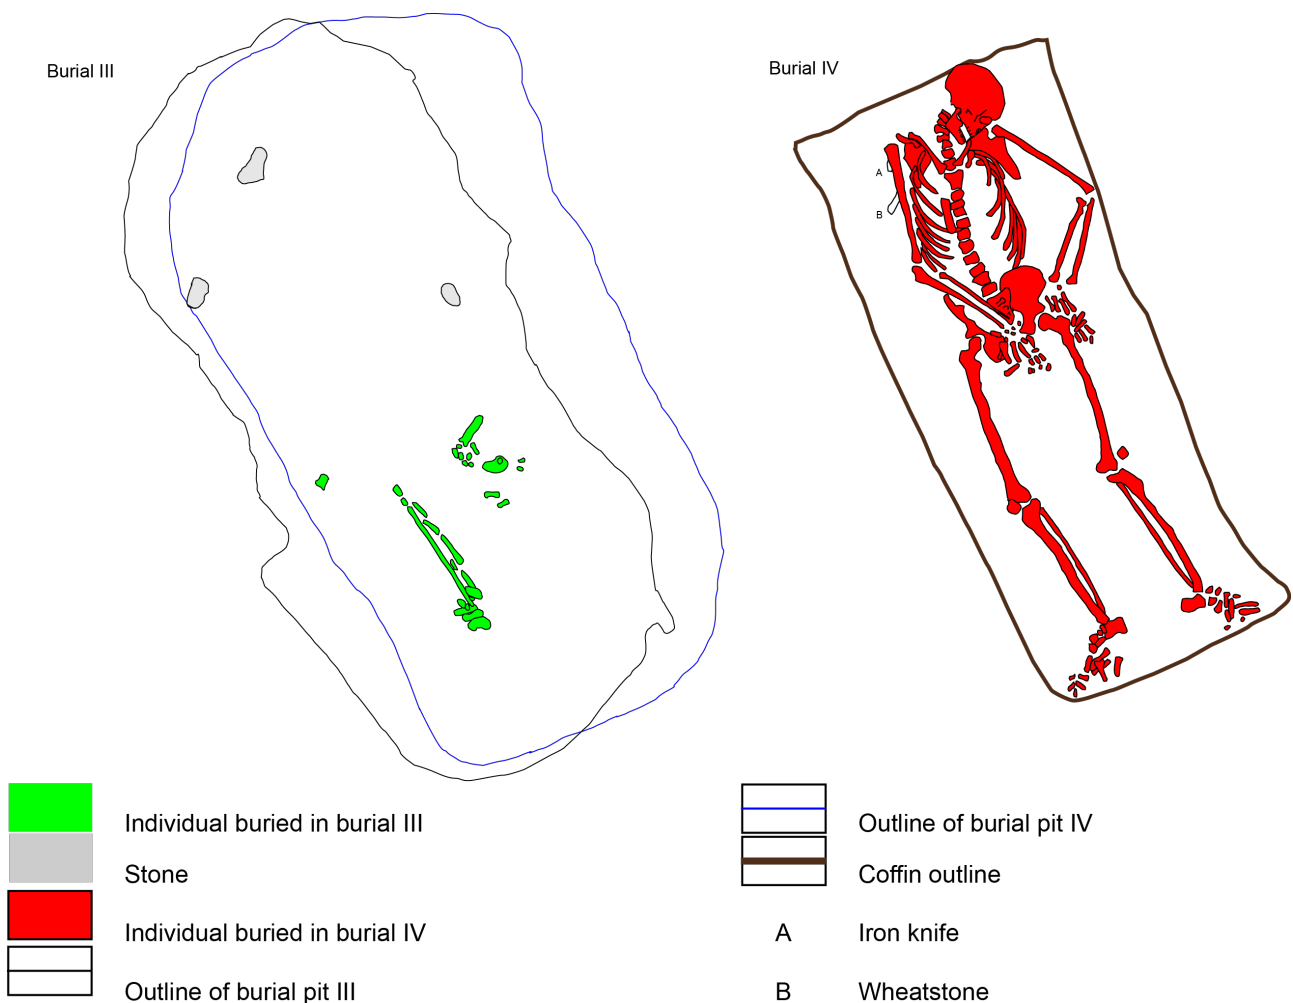 Burial III
Burial IV
A
B
Individual buried in burial III
Stone
Individual buried in burial IV
Outline of burial pit III
Outline of burial pit IV
Coffin outline
A Iron knife
B Wheatstone